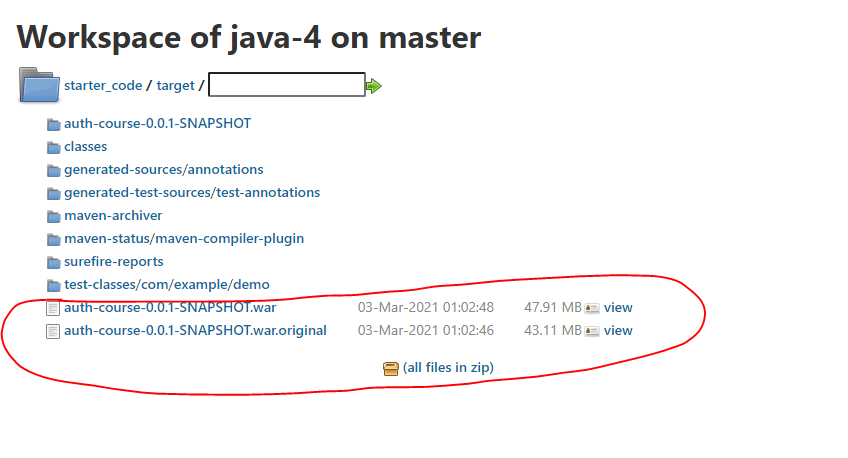 Workspace of java-4 on master
starter_code / target /
auth-course-0.0.1-SNAPSHOT
classes
generated-sources/annotations
generated-test-sources/test-annotations
maven-archiver
maven-status/maven-compiler-plugin
surefire-reports
test-classes/com/example/demo
auth-course-0.0.1-SNAPSHOT.war 03-Mar-2021 01:02:48 47.91 MB view
auth-course-0.0.1-SNAPSHOT.war.original 03-Mar-2021 01:02:46 43.11 MB view
(all files in zip)